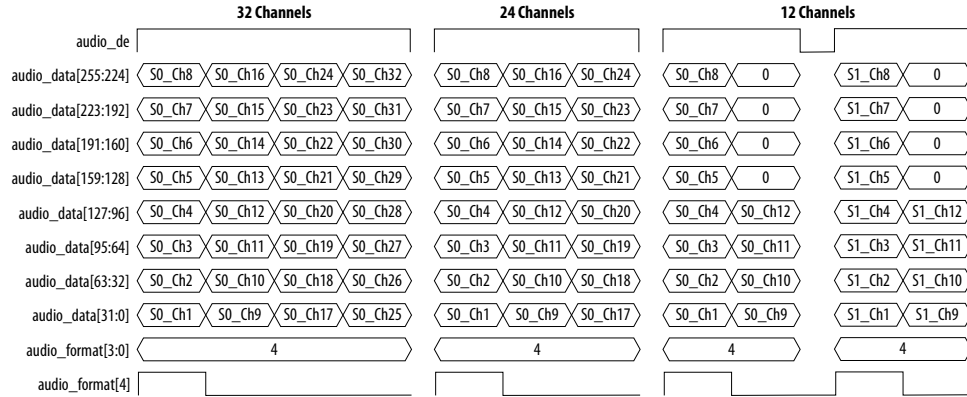 32 Channels 24 Channels 12 Channels
audio_de
audio_data[255:224] S0_Ch8 S0_Ch16 S0_Ch24 S0_Ch32 S0_Ch8 S0_Ch16 S0_Ch24 S0_Ch8 0 S1_Ch8 0
audio_data[223:192] S0_Ch7 S0_Ch15 S0_Ch23 S0_Ch31 S0_Ch7 S0_Ch15 S0_Ch23 S0_Ch7 0 S1_Ch7 0
audio_data[191:160] S0_Ch6 S0_Ch14 S0_Ch22 S0_Ch30 S0_Ch6 S0_Ch14 S0_Ch22 S0_Ch6 0 S1_Ch6 0
audio_data[159:128] S0_Ch5 S0_Ch13 S0_Ch21 S0_Ch29 S0_Ch5 S0_Ch13 S0_Ch21 S0_Ch5 0 S1_Ch5 0
audio_data[127:96] S0_Ch4 S0_Ch12 S0_Ch20 S0_Ch28 S0_Ch4 S0_Ch12 S0_Ch20 S0_Ch4 S0_Ch12 S1_Ch4 S1_Ch12
audio_data[95:64] S0_Ch3 S0_Ch11 S0_Ch19 S0_Ch27 S0_Ch3 S0_Ch11 S0_Ch19 S0_Ch3 S0_Ch11 S1_Ch3 S1_Ch11
audio_data[63:32] S0_Ch2 S0_Ch10 S0_Ch18 S0_Ch26 S0_Ch2 S0_Ch10 S0_Ch18 S0_Ch2 S0_Ch10 S1_Ch2 S1_Ch10
audio_data[31:0] S0_Ch1 S0_Ch9 S0_Ch17 S0_Ch25 S0_Ch1 S0_Ch9 S0_Ch17 S0_Ch1 S0_Ch9 S1_Ch1 S1_Ch9
audio_format[3:0] 4 4 4 4
audio_format[4]